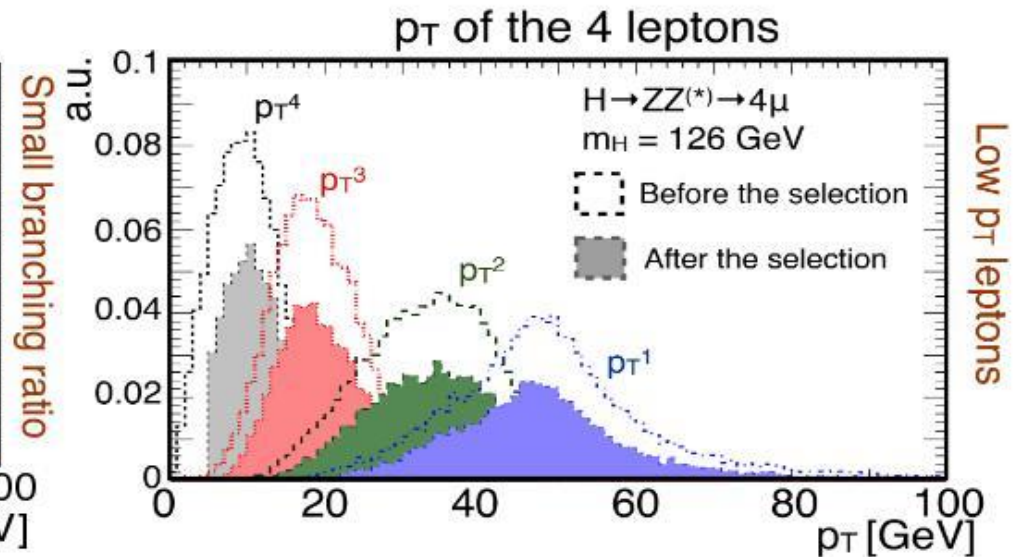 pT of the 4 leptons
Small branching ratio
a.u.
0.1
0.08
0.06
0.04
0.02
0
pT4
pT3
pT2
pT1
H→ZZ(*)→4μ
mH = 126 GeV
Before the selection
After the selection
Low pT leptons
0
20
40
60
80
100
pT [GeV]
00
V]